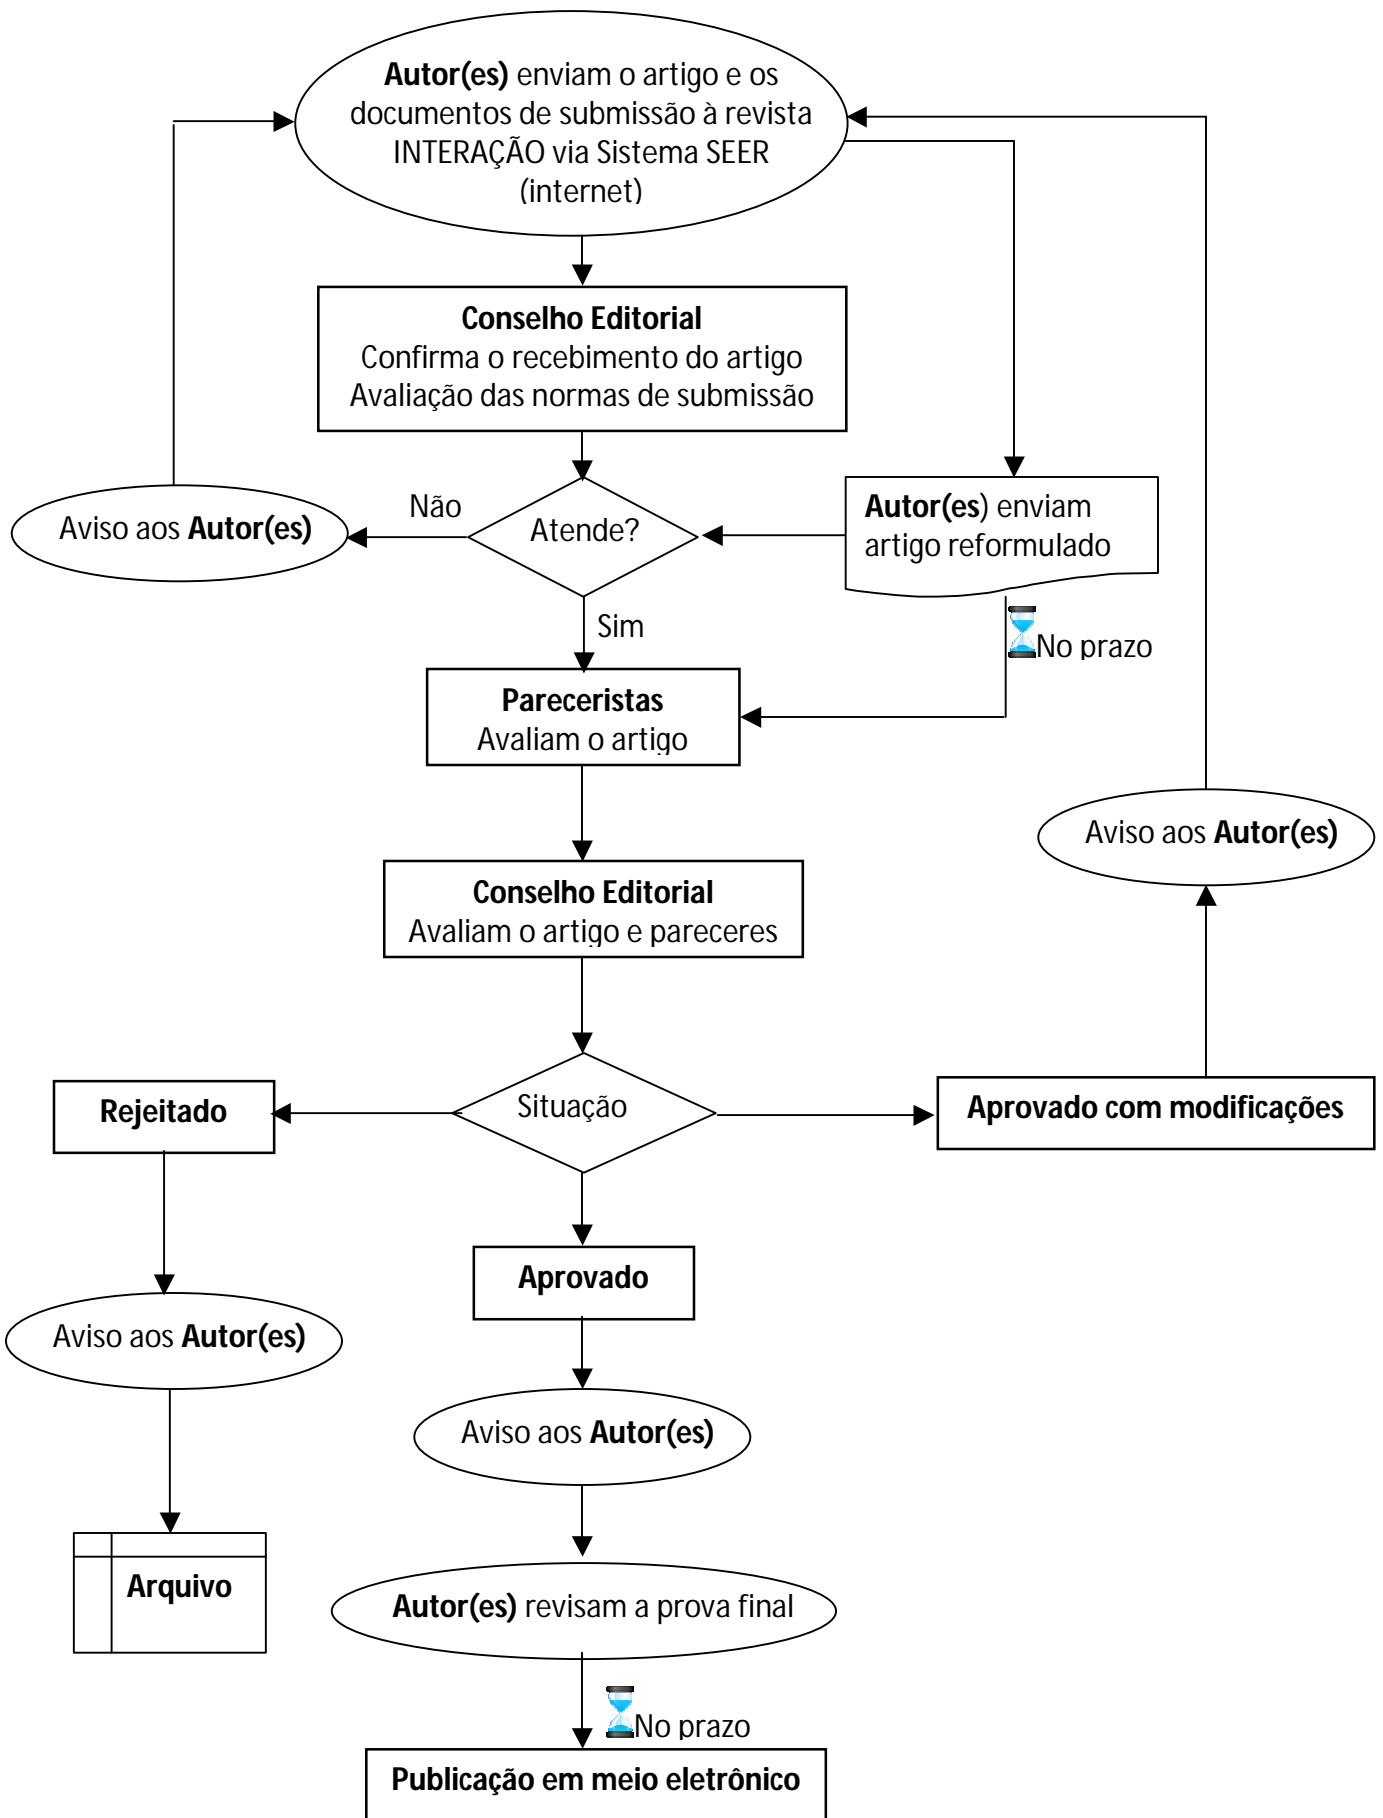 Autor(es) enviam o artigo e os
documentos de submissão à revista
INTERAÇÃO via Sistema SEER
(internet)
Conselho Editorial
Confirma o recebimento do artigo
Avaliação das normas de submissão
Aviso aos Autor(es)
Não
Atende?
Autor(es) enviam
artigo reformulado
Sim
No prazo
Pareceristas
Avaliam o artigo
Aviso aos Autor(es)
Conselho Editorial
Avaliam o artigo e pareceres
Rejeitado
Situação
Aprovado com modificações
Aprovado
Aviso aos Autor(es)
Aviso aos Autor(es)
Arquivo
Autor(es) revisam a prova final
No prazo
Publicação em meio eletrônico